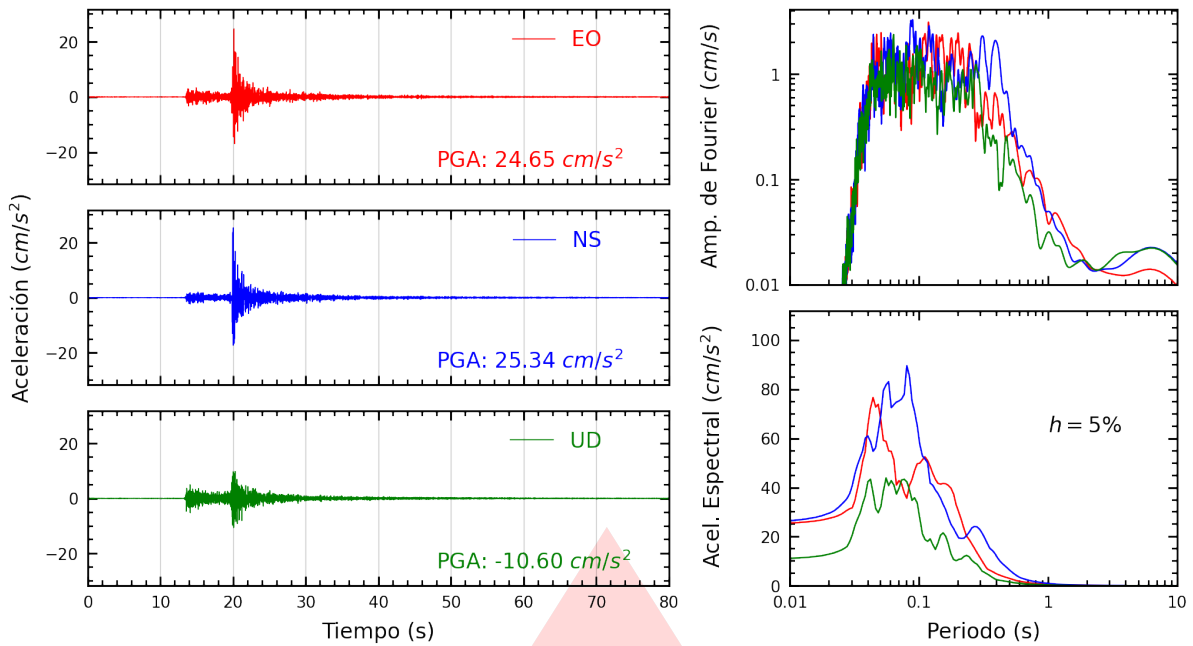 Aceleración (cm/s²)
20
0
−20
EO
PGA: 24.65 cm/s²
20
0
−20
NS
PGA: 25.34 cm/s²
20
0
−20
UD
PGA: -10.60 cm/s²
0 10 20 30 40 50 60 70 80
Tiempo (s)
Amp. de Fourier (cm/s)
1
0.1
0.01
Acel. Espectral (cm/s²)
100
80
60
40
20
0
h = 5%
0.01 0.1 1 10
Periodo (s)